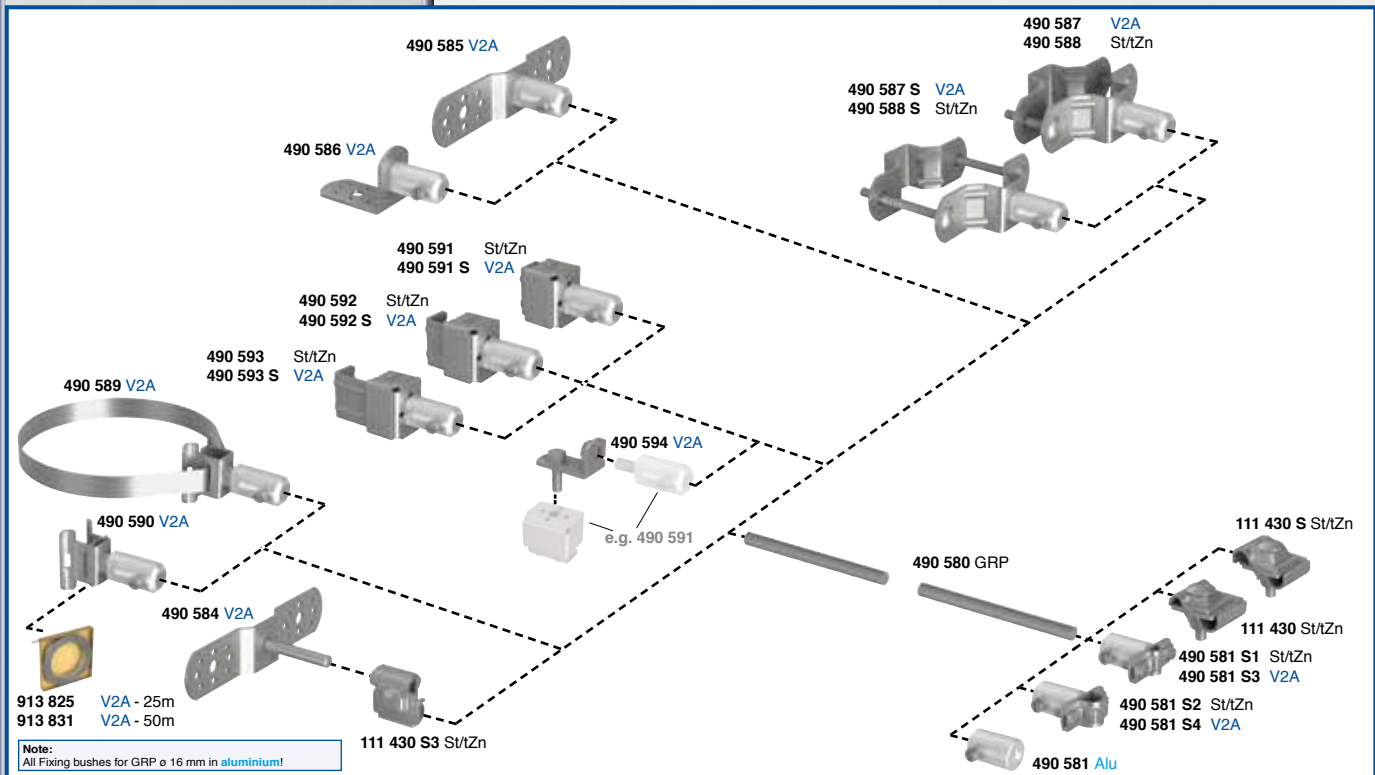 490 585 V2A
490 587 V2A
490 588 St/tZn
490 587 S V2A
490 588 S St/tZn
490 586 V2A
490 591 St/tZn
490 591 S V2A
490 592 St/tZn
490 592 S V2A
490 593 St/tZn
490 593 S V2A
490 589 V2A
490 594 V2A
e.g. 490 591
490 590 V2A
490 580 GRP
111 430 S St/tZn
111 430 St/tZn
490 584 V2A
490 581 S1 St/tZn
490 581 S3 V2A
490 581 S2 St/tZn
490 581 S4 V2A
913 825 V2A - 25m
913 831 V2A - 50m
111 430 S3 St/tZn
490 581 Alu
Note:
All Fixing bushes for GRP ø 16 mm in aluminium!